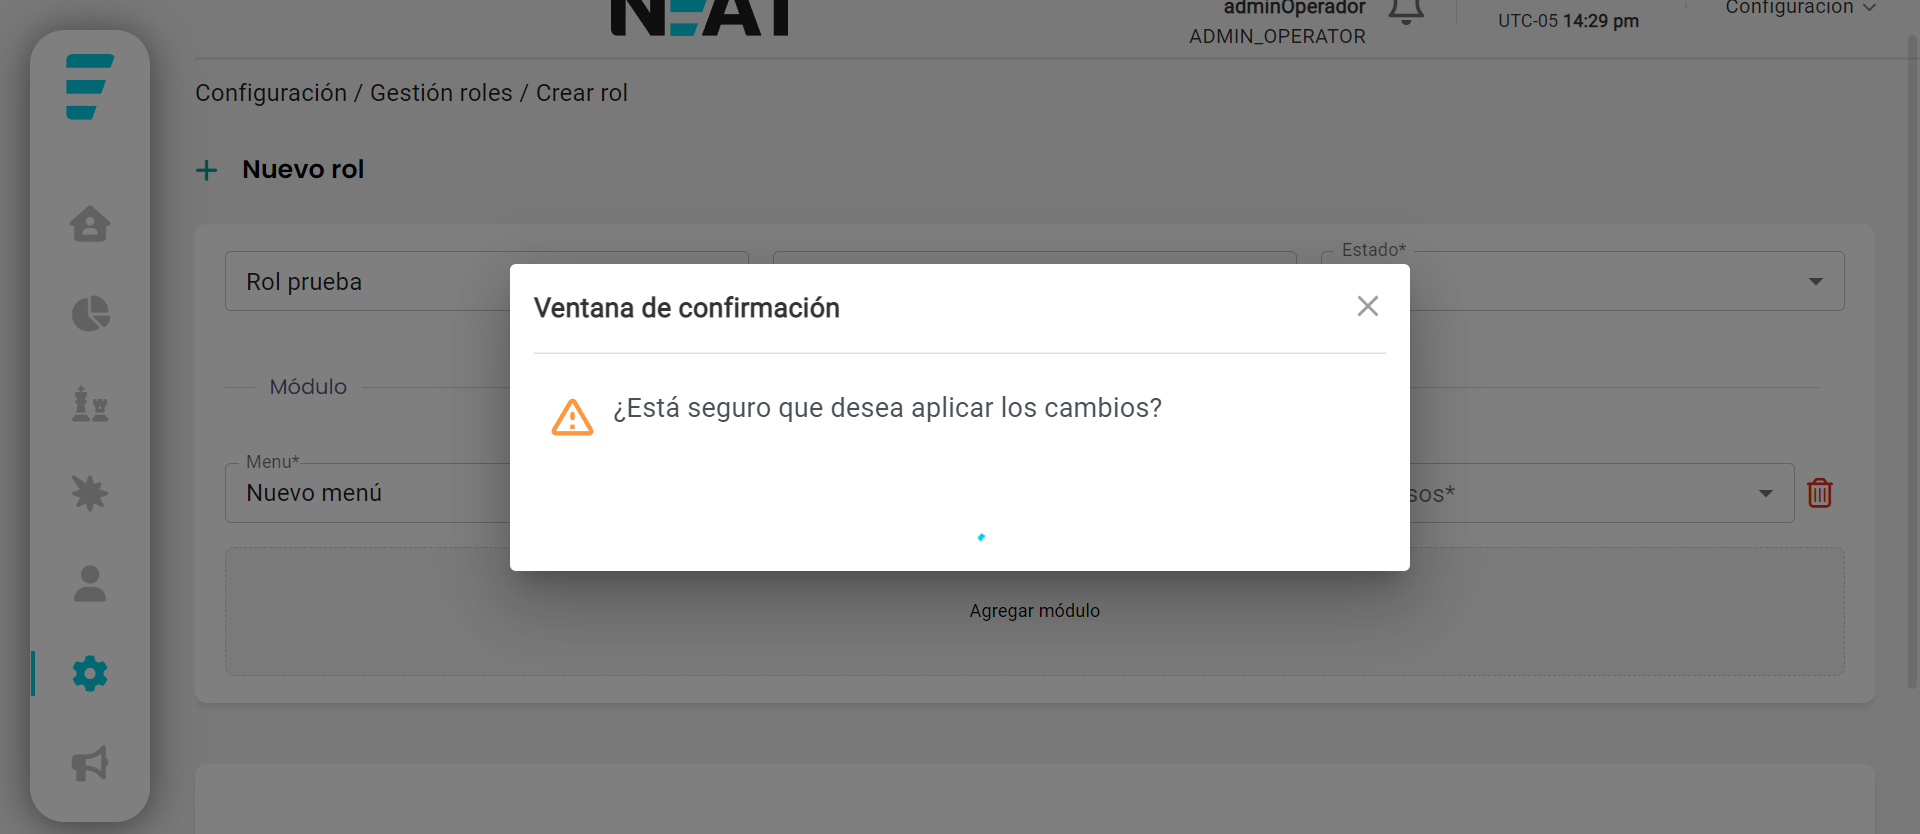 NEAT
adminOperador
ADMIN_OPERATOR
UTC-05 14:29 pm
Configuración
Configuración / Gestión roles / Crear rol
Nuevo rol
Estado*
Rol prueba
Ventana de confirmación
Módulo
¿Está seguro que desea aplicar los cambios?
Menu*
Nuevo menú
sos*
Agregar módulo